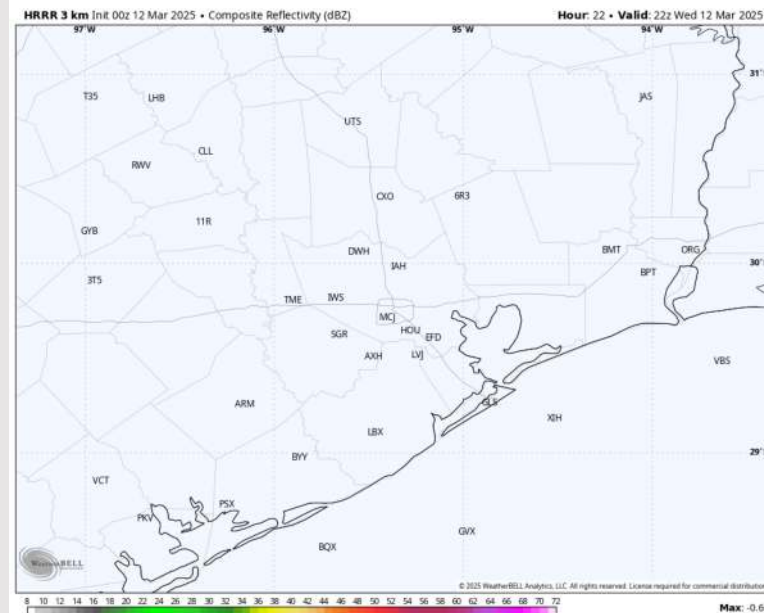 HRRR 3 km Init 00z 12 Mar 2025 • Composite Reflectivity (dBZ) Hour: 22 • Valid: 22z Wed 12 Mar 2025
97°W 96°W 95°W 94°W
31°
T35 LHB JAS
UTS
CLL
RWV
CXO 6R3
11R
GYB
DWH BMT ORG
IAH 30°
BPT
3T5
TME IWS
MCJ
SGR HOU EFD
AXH LVJ
VBS
ARM GLS
XIH
LBX
BYY 29°
VCT
PSX
PKV
GVX
BQX
WeatherBELL
© 2025 WeatherBELL Analytics, LLC. All rights reserved. License required for commercial distribution
8 10 12 14 16 18 20 22 24 26 28 30 32 34 36 38 40 42 44 46 48 50 52 54 56 58 60 62 64 66 68 70 72
Max: -0.